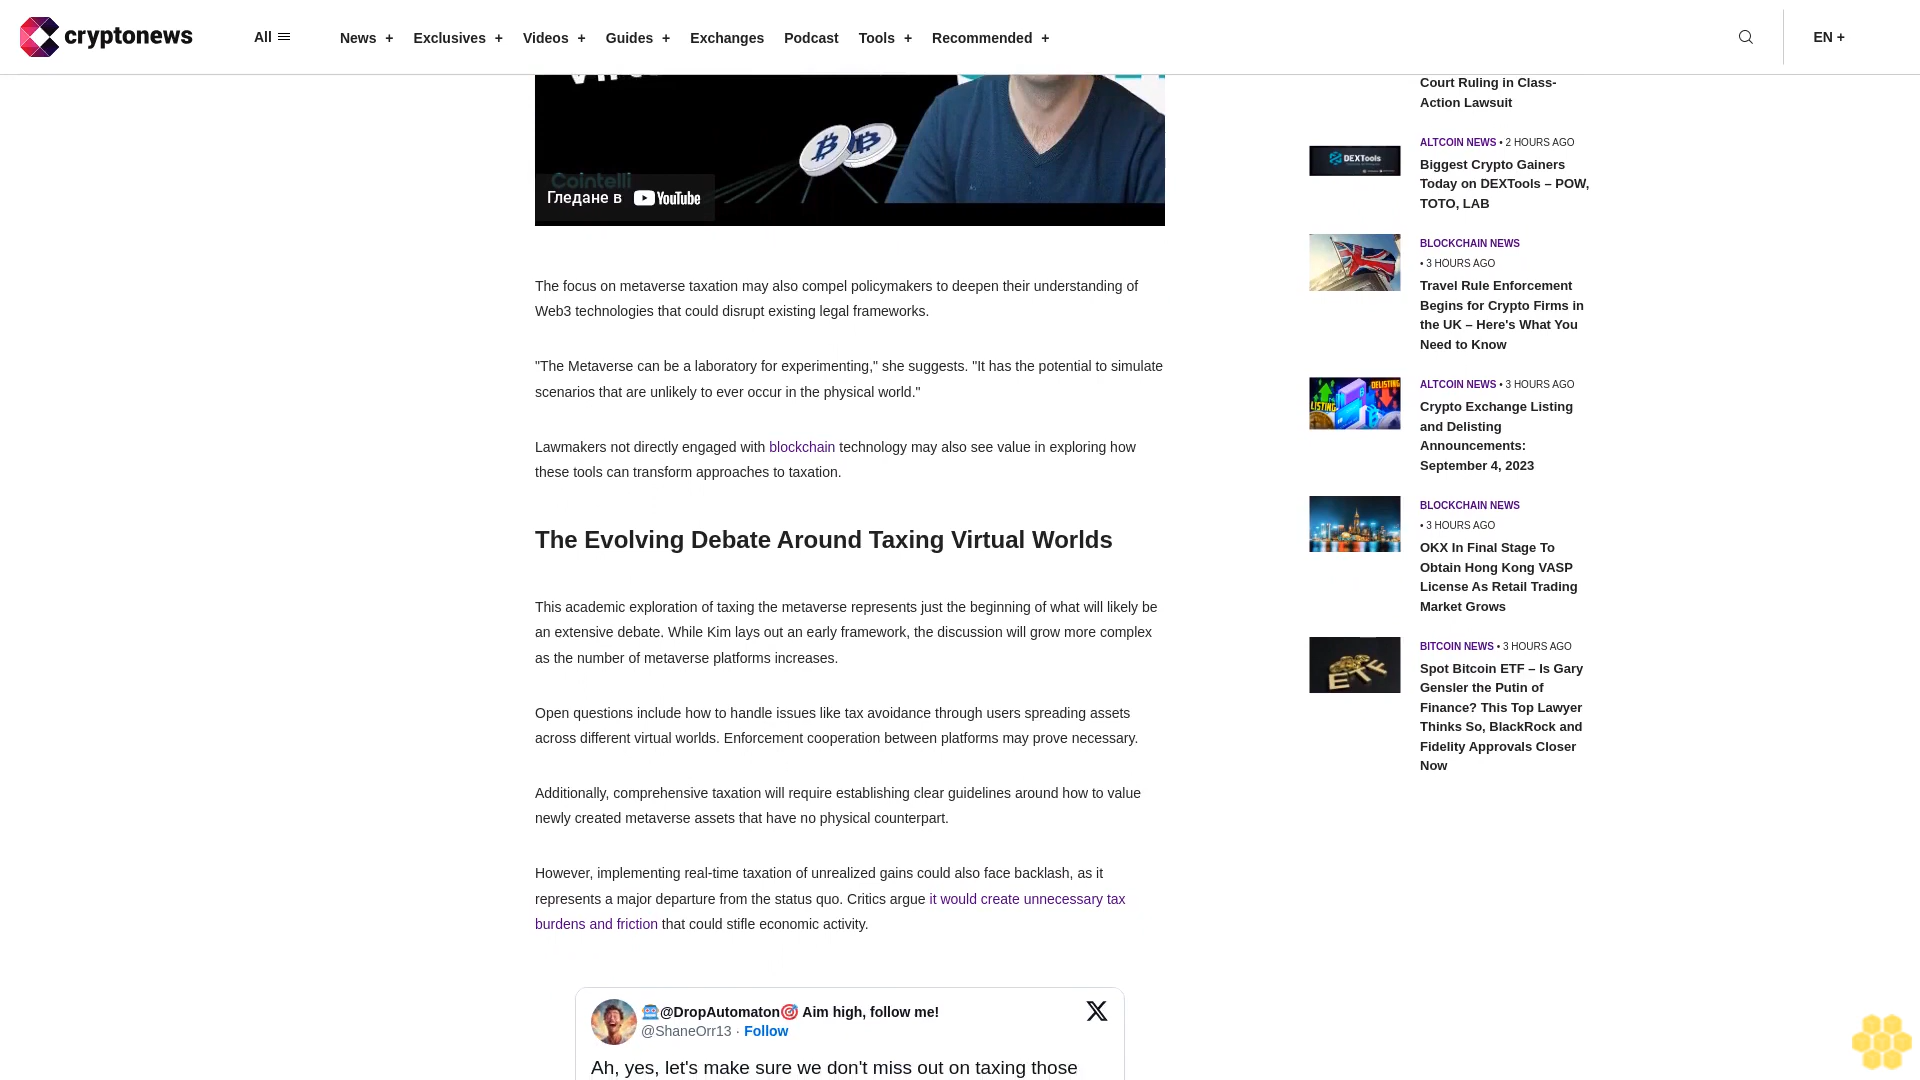 cryptonews
All
News +
Exclusives +
Videos +
Guides +
Exchanges
Podcast
Tools +
Recommended +
EN +
Cointelli
Гледане в YouTube
The focus on metaverse taxation may also compel policymakers to deepen their understanding of
Web3 technologies that could disrupt existing legal frameworks.
"The Metaverse can be a laboratory for experimenting," she suggests. "It has the potential to simulate
scenarios that are unlikely to ever occur in the physical world."
Lawmakers not directly engaged with blockchain technology may also see value in exploring how
these tools can transform approaches to taxation.
The Evolving Debate Around Taxing Virtual Worlds
This academic exploration of taxing the metaverse represents just the beginning of what will likely be
an extensive debate. While Kim lays out an early framework, the discussion will grow more complex
as the number of metaverse platforms increases.
Open questions include how to handle issues like tax avoidance through users spreading assets
across different virtual worlds. Enforcement cooperation between platforms may prove necessary.
Additionally, comprehensive taxation will require establishing clear guidelines around how to value
newly created metaverse assets that have no physical counterpart.
However, implementing real-time taxation of unrealized gains could also face backlash, as it
represents a major departure from the status quo. Critics argue it would create unnecessary tax
burdens and friction that could stifle economic activity.
@DropAutomaton🎯 Aim high, follow me!
@ShaneOrr13 · Follow
Ah, yes, let's make sure we don't miss out on taxing those
Court Ruling in Class-
Action Lawsuit
DEXTools
ALTCOIN NEWS • 2 HOURS AGO
Biggest Crypto Gainers
Today on DEXTools – POW,
TOTO, LAB
BLOCKCHAIN NEWS
• 3 HOURS AGO
Travel Rule Enforcement
Begins for Crypto Firms in
the UK – Here's What You
Need to Know
LISTING
DELISTING
ALTCOIN NEWS • 3 HOURS AGO
Crypto Exchange Listing
and Delisting
Announcements:
September 4, 2023
BLOCKCHAIN NEWS
• 3 HOURS AGO
OKX In Final Stage To
Obtain Hong Kong VASP
License As Retail Trading
Market Grows
ETF
BITCOIN NEWS • 3 HOURS AGO
Spot Bitcoin ETF – Is Gary
Gensler the Putin of
Finance? This Top Lawyer
Thinks So, BlackRock and
Fidelity Approvals Closer
Now